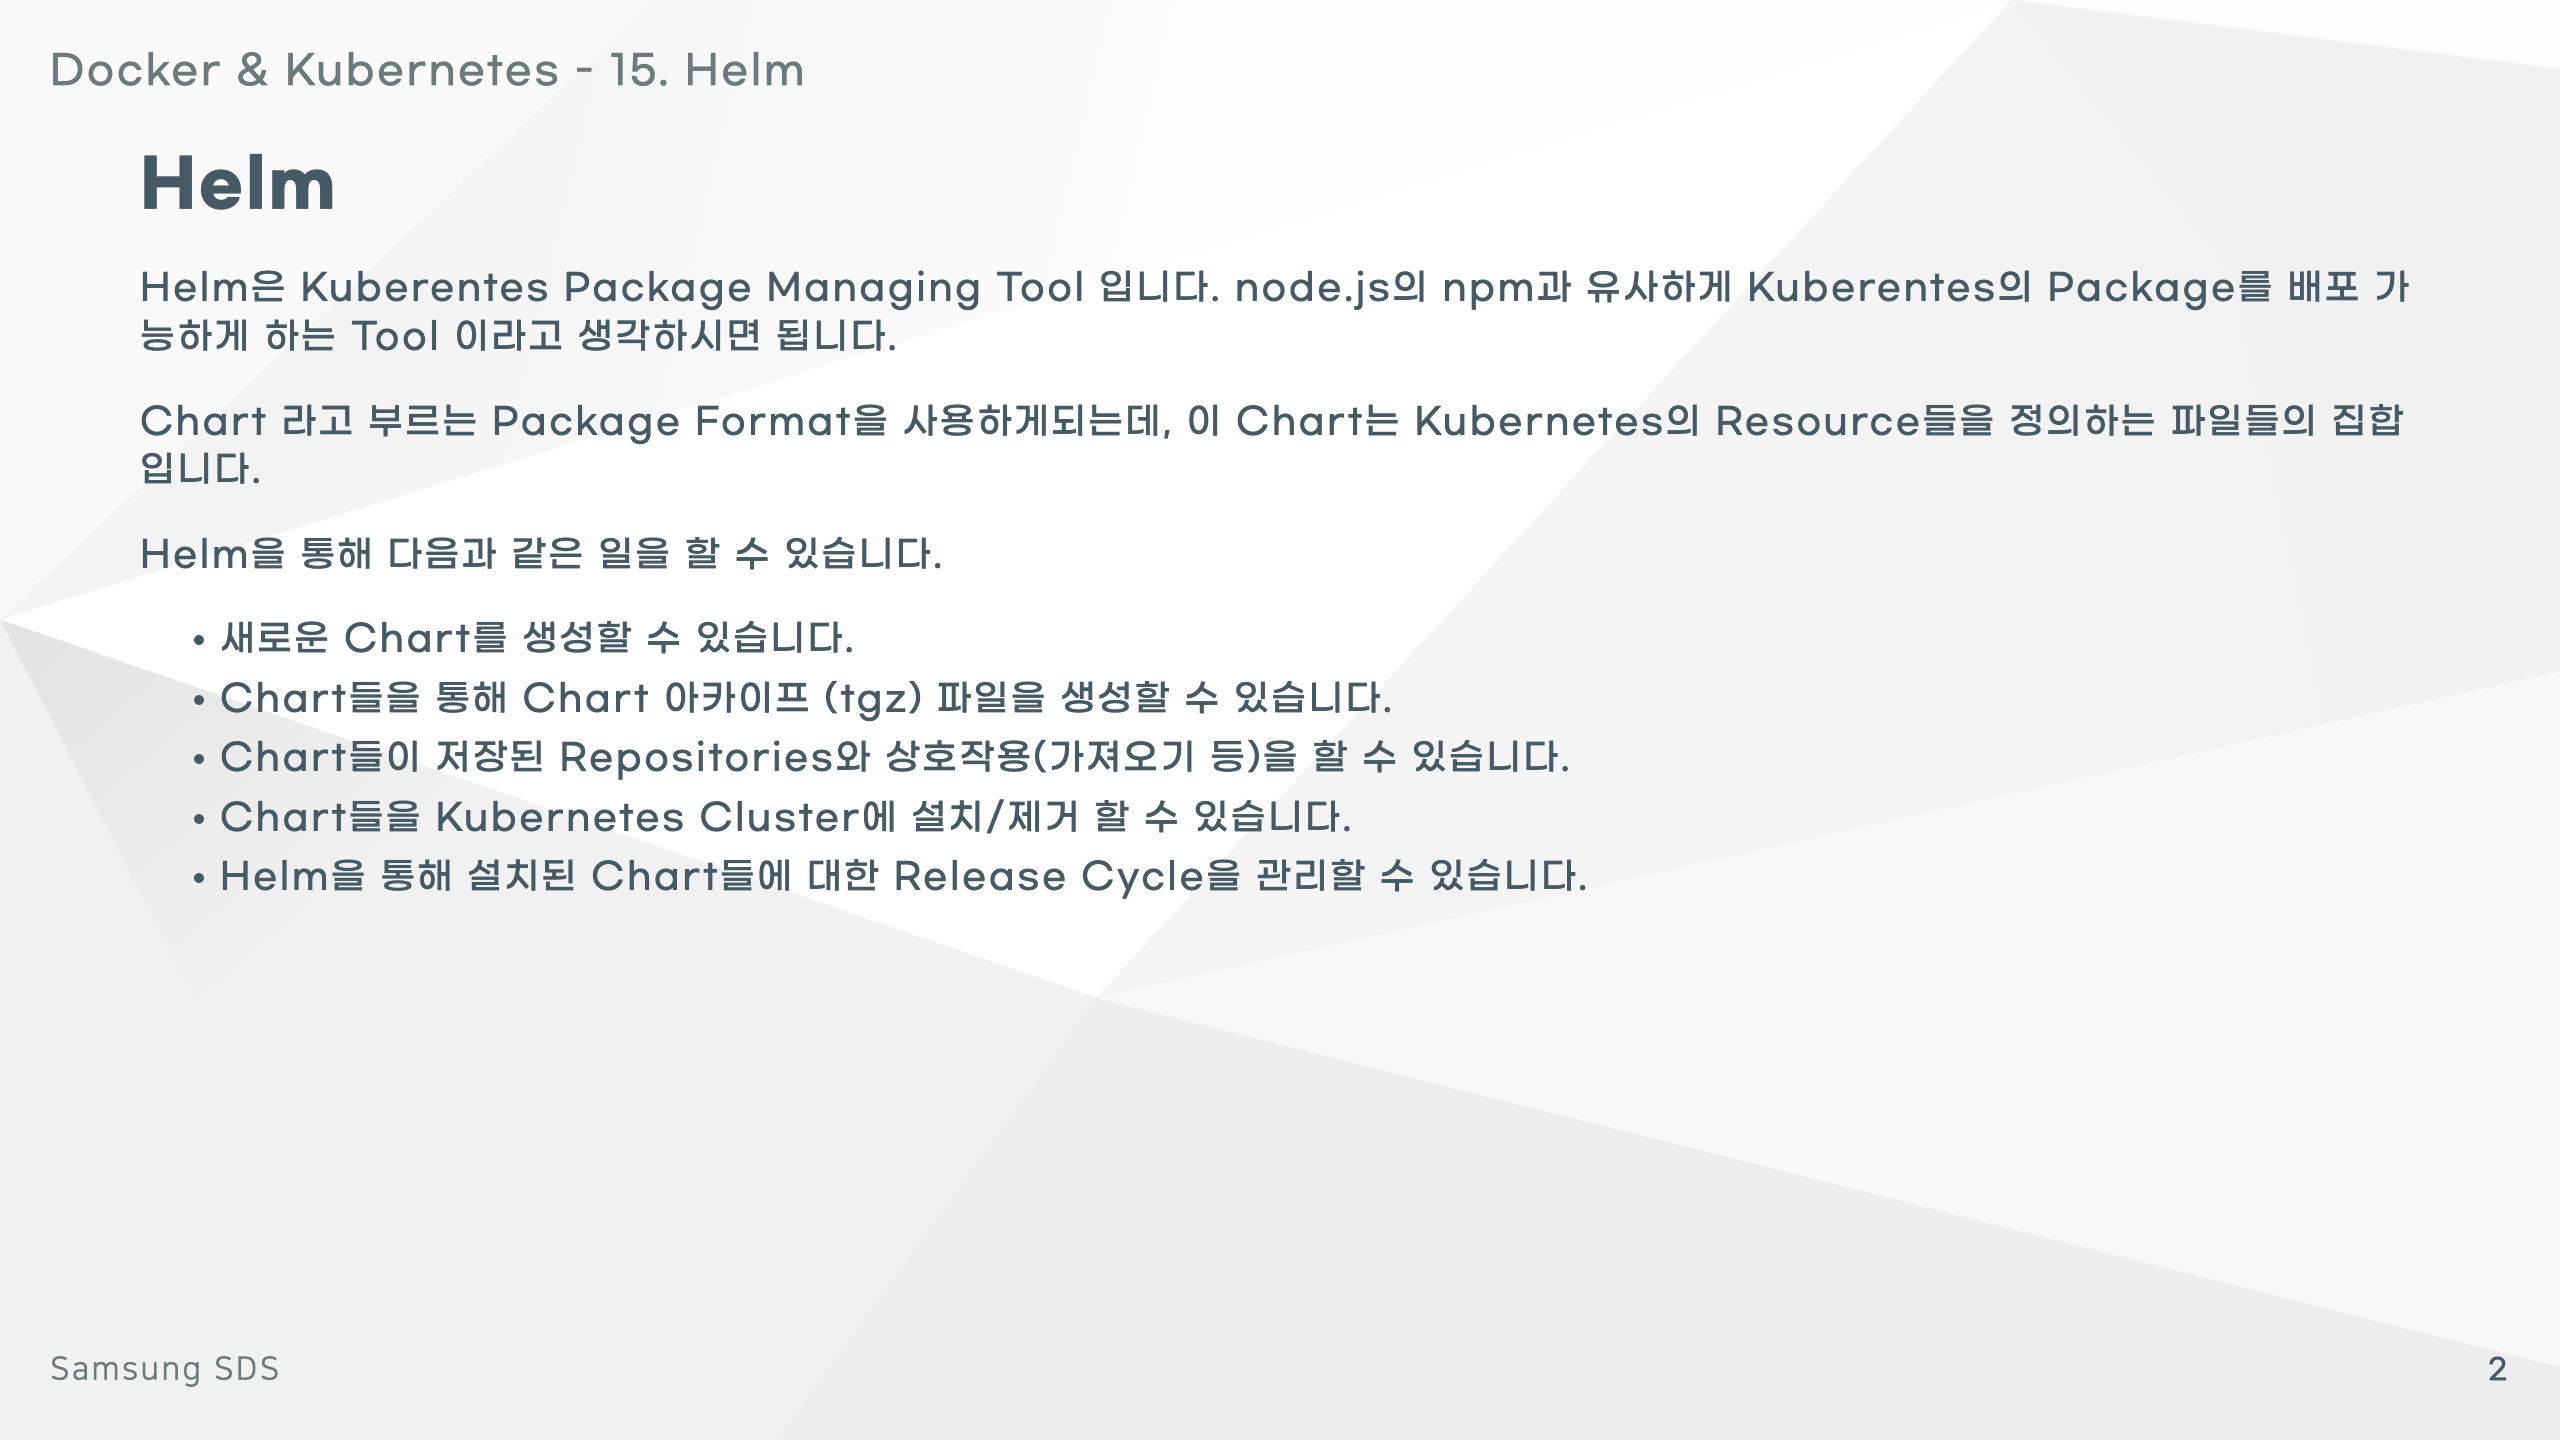 Docker & Kubernetes - 15. Helm
Helm
Helm은 Kuberentes Package Managing Tool 입니다. node.js의 npm과 유사하게 Kuberentes의 Package를 배포 가
능하게 하는 Tool 이라고 생각하시면 됩니다.
Chart 라고 부르는 Package Format을 사용하게되는데, 이 Chart는 Kubernetes의 Resource들을 정의하는 파일들의 집합
입니다.
Helm을 통해 다음과 같은 일을 할 수 있습니다.
• 새로운 Chart를 생성할 수 있습니다.
• Chart들을 통해 Chart 아카이프 (tgz) 파일을 생성할 수 있습니다.
• Chart들이 저장된 Repositories와 상호작용(가져오기 등)을 할 수 있습니다.
• Chart들을 Kubernetes Cluster에 설치/제거 할 수 있습니다.
• Helm을 통해 설치된 Chart들에 대한 Release Cycle을 관리할 수 있습니다.
Samsung SDS
2